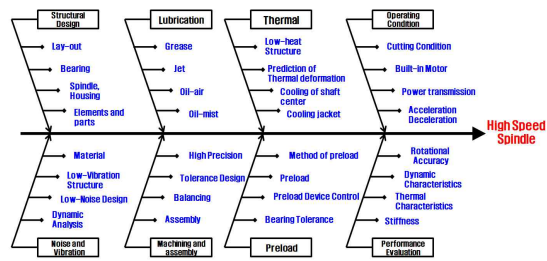 Structural
Design
Lubrication
Thermal
Operating
Condition
Lay-out
Bearing
Spindle,
Housing
Elements and
parts
Grease
Jet
Oil-air
Oil-mist
Low-heat
Structure
Prediction of
Thermal deformation
Cooling of shaft
center
Cooling jacket
Cutting Condition
Built-in Motor
Power transmission
Acceleration
Deceleration
High Speed
Spindle
Material
Low-Vibration
Structure
Low-Noise Design
Dynamic
Analysis
High Precision
Tolerance Design
Balancing
Assembly
Method of preload
Preload
Preload Device Control
Bearing Tolerance
Rotational
Accuracy
Dynamic
Characteristics
Thermal
Characteristics
Stiffness
Noise and
Vibration
Machining and
assembly
Preload
Performance
Evaluation